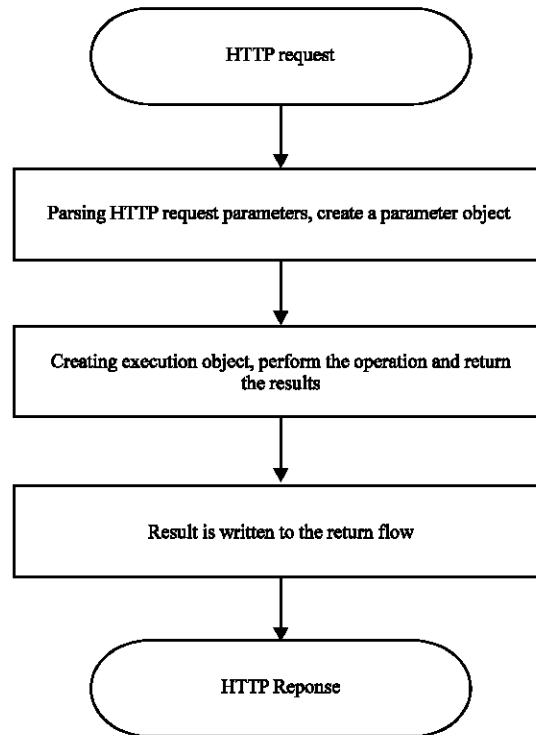 HTTP request
Parsing HTTP request parameters, create a parameter object
Creating execution object, perform the operation and return
the results
Result is written to the return flow
HTTP Reponse